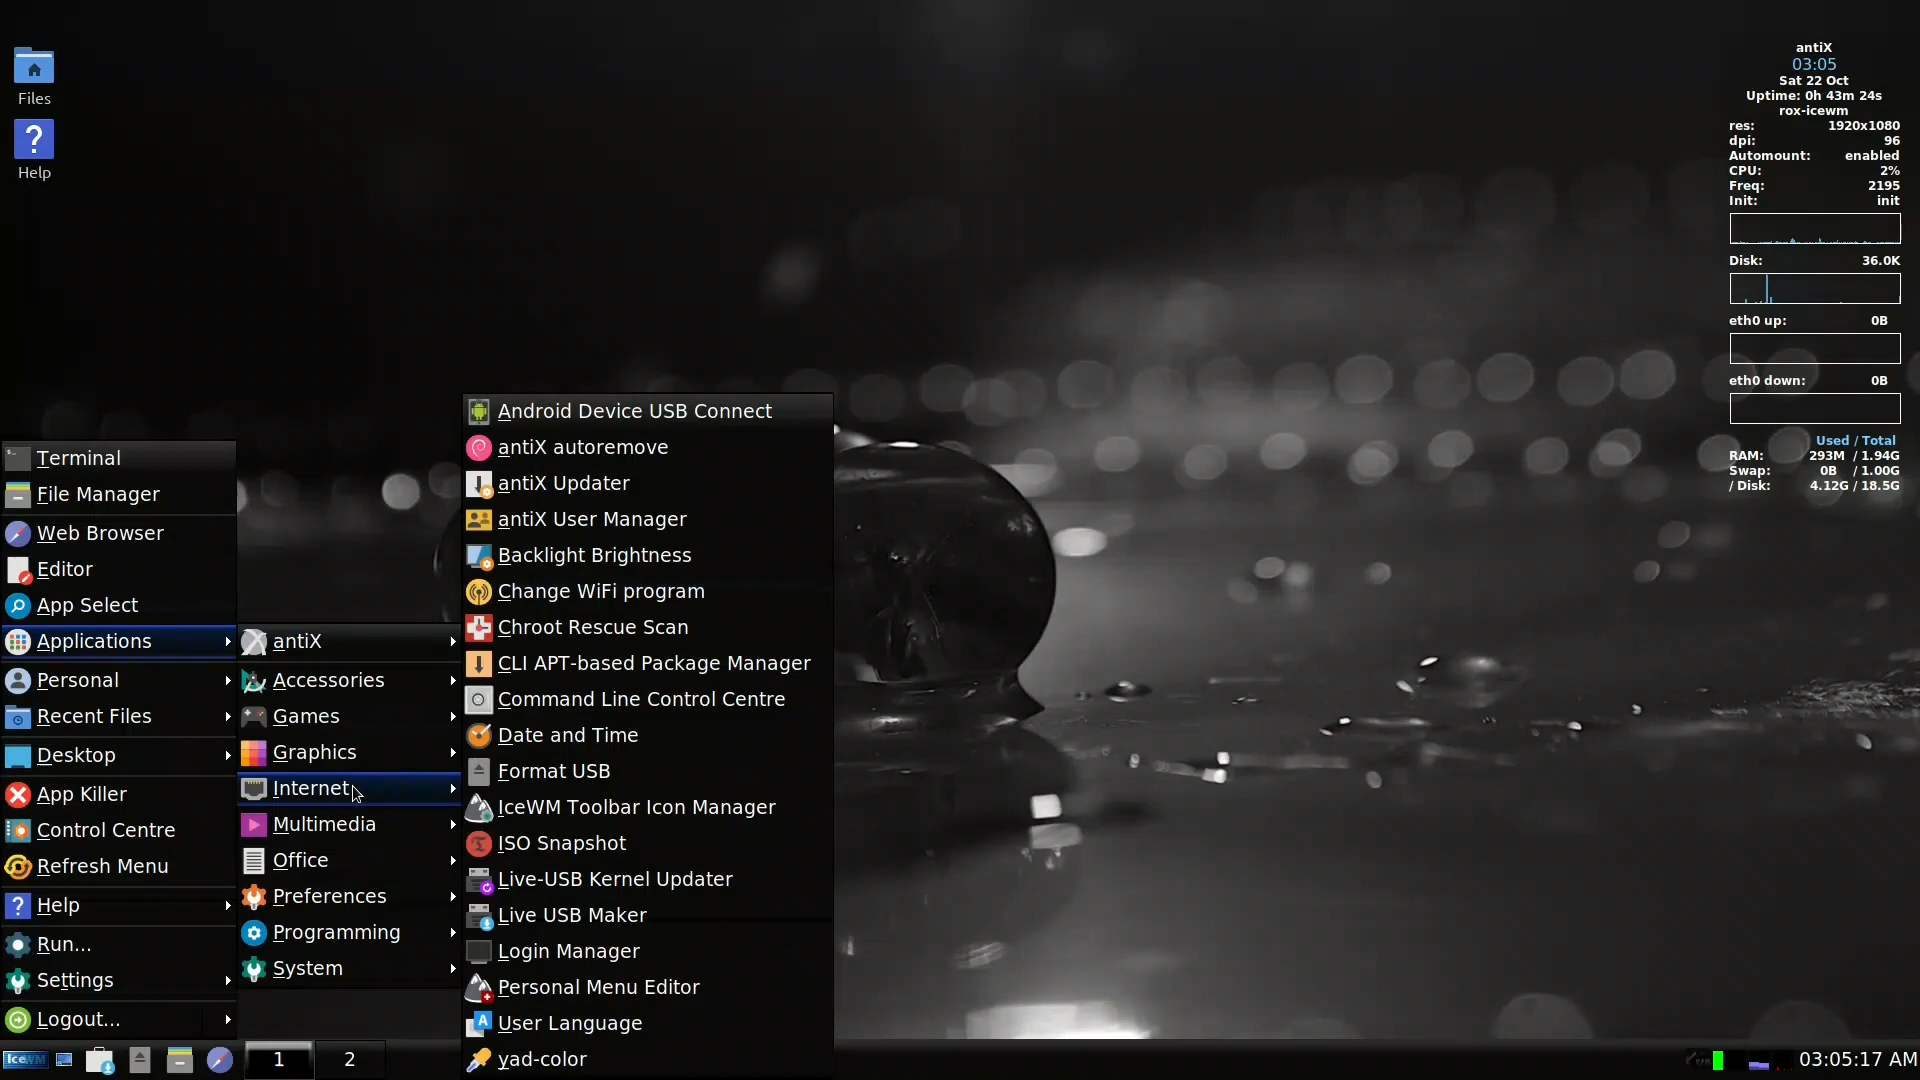 Files
Help
antiX
03:05
Sat 22 Oct
Uptime: 0h 43m 24s
rox-icewm
res: 1920x1080
dpi: 96
Automount: enabled
CPU: 2%
Freq: 2195
Init: init
Disk: 36.0K
eth0 up: 0B
eth0 down: 0B
Used / Total
RAM: 293M / 1.94G
Swap: 0B / 1.00G
/ Disk: 4.12G / 18.5G
Terminal
File Manager
Web Browser
Editor
App Select
Applications
Personal
Recent Files
Desktop
App Killer
Control Centre
Refresh Menu
Help
Run...
Settings
Logout...
antiX
Accessories
Games
Graphics
Internet
Multimedia
Office
Preferences
Programming
System
Android Device USB Connect
antiX autoremove
antiX Updater
antiX User Manager
Backlight Brightness
Change WiFi program
Chroot Rescue Scan
CLI APT-based Package Manager
Command Line Control Centre
Date and Time
Format USB
IceWM Toolbar Icon Manager
ISO Snapshot
Live-USB Kernel Updater
Live USB Maker
Login Manager
Personal Menu Editor
User Language
yad-color
IceWM
1
2
03:05:17 AM